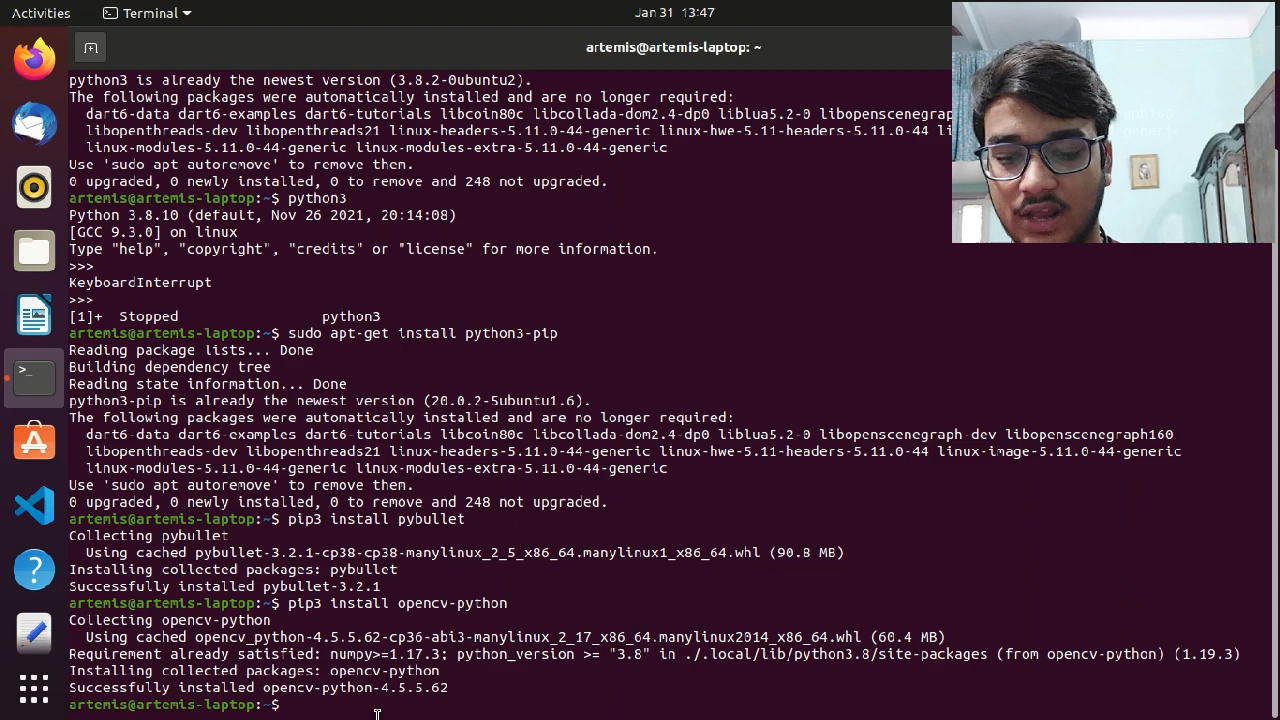 Activities
Terminal
Jan 31 13:47
artemis@artemis-laptop: ~
python3 is already the newest version (3.8.2-0ubuntu2).
The following packages were automatically installed and are no longer required:
dart6-data dart6-examples dart6-tutorials libcoin80c libcollada-dom2.4-dp0 liblua5.2-0 libopenscenegraph160
libopenthreads-dev libopenthreads21 linux-headers-5.11.0-44-generic linux-hwe-5.11-headers-5.11.0-44 li generic
linux-modules-5.11.0-44-generic linux-modules-extra-5.11.0-44-generic
Use 'sudo apt autoremove' to remove them.
0 upgraded, 0 newly installed, 0 to remove and 248 not upgraded.
artemis@artemis-laptop:~$ python3
Python 3.8.10 (default, Nov 26 2021, 20:14:08)
[GCC 9.3.0] on linux
Type "help", "copyright", "credits" or "license" for more information.
>>>
KeyboardInterrupt
>>>
[1]+  Stopped                 python3
artemis@artemis-laptop:~$ sudo apt-get install python3-pip
Reading package lists... Done
Building dependency tree
Reading state information... Done
python3-pip is already the newest version (20.0.2-5ubuntu1.6).
The following packages were automatically installed and are no longer required:
dart6-data dart6-examples dart6-tutorials libcoin80c libcollada-dom2.4-dp0 liblua5.2-0 libopenscenegraph-dev libopenscenegraph160
libopenthreads-dev libopenthreads21 linux-headers-5.11.0-44-generic linux-hwe-5.11-headers-5.11.0-44 linux-image-5.11.0-44-generic
linux-modules-5.11.0-44-generic linux-modules-extra-5.11.0-44-generic
Use 'sudo apt autoremove' to remove them.
0 upgraded, 0 newly installed, 0 to remove and 248 not upgraded.
artemis@artemis-laptop:~$ pip3 install pybullet
Collecting pybullet
Using cached pybullet-3.2.1-cp38-cp38-manylinux_2_5_x86_64.manylinux1_x86_64.whl (90.8 MB)
Installing collected packages: pybullet
Successfully installed pybullet-3.2.1
artemis@artemis-laptop:~$ pip3 install opencv-python
Collecting opencv-python
Using cached opencv_python-4.5.5.62-cp36-abi3-manylinux_2_17_x86_64.manylinux2014_x86_64.whl (60.4 MB)
Requirement already satisfied: numpy>=1.17.3; python_version >= "3.8" in ./.local/lib/python3.8/site-packages (from opencv-python) (1.19.3)
Installing collected packages: opencv-python
Successfully installed opencv-python-4.5.5.62
artemis@artemis-laptop:~$